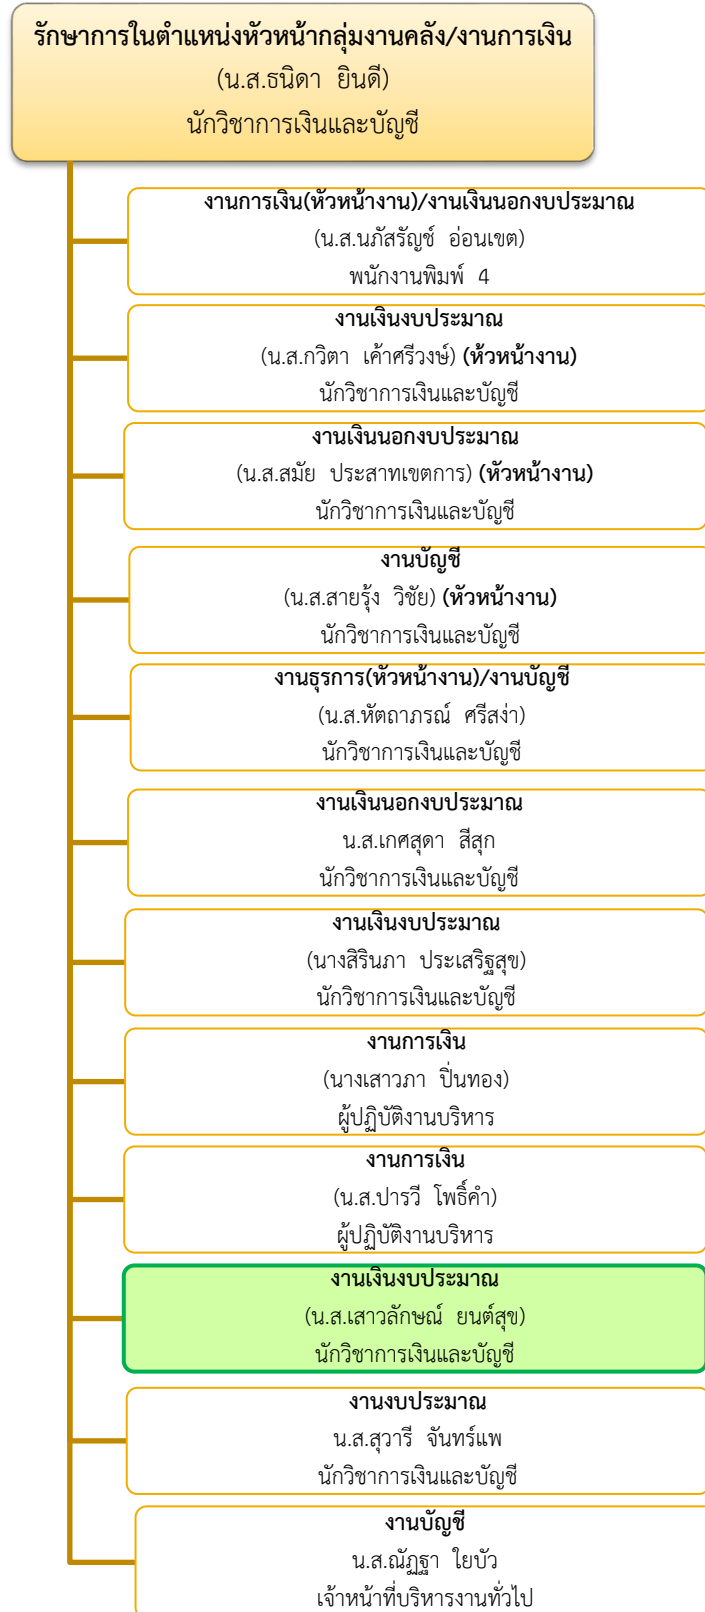 รักษาการในตำแหน่งหัวหน้ากลุ่มงานคลัง/งานการเงิน
(น.ส.ธนิดา ยินดี)
นักวิชาการเงินและบัญชี
งานการเงิน(หัวหน้างาน)/งานเงินนอกงบประมาณ
(น.ส.นภัสรัญช์ อ่อนเขต)
พนักงานพิมพ์ 4
งานเงินงบประมาณ
(น.ส.กวิตา เค้าศรีวงษ์) (หัวหน้างาน)
นักวิชาการเงินและบัญชี
งานเงินนอกงบประมาณ
(น.ส.สมัย ประสาทเขตการ) (หัวหน้างาน)
นักวิชาการเงินและบัญชี
งานบัญชี
(น.ส.สายรุ้ง วิชัย) (หัวหน้างาน)
นักวิชาการเงินและบัญชี
งานธุรการ(หัวหน้างาน)/งานบัญชี
(น.ส.หัตถาภรณ์ ศรีสง่า)
นักวิชาการเงินและบัญชี
งานเงินนอกงบประมาณ
น.ส.เกศสุดา สีสุก
นักวิชาการเงินและบัญชี
งานเงินงบประมาณ
(นางสิรินภา ประเสริฐสุข)
นักวิชาการเงินและบัญชี
งานการเงิน
(นางเสาวภา ปิ่นทอง)
ผู้ปฏิบัติงานบริหาร
งานการเงิน
(น.ส.ปารวี โพธิ์คำ)
ผู้ปฏิบัติงานบริหาร
งานเงินงบประมาณ
(น.ส.เสาวลักษณ์ ยนต์สุข)
นักวิชาการเงินและบัญชี
งานงบประมาณ
น.ส.สุวารี จันทร์แพ
นักวิชาการเงินและบัญชี
งานบัญชี
น.ส.ณัฏฐา ใยบัว
เจ้าหน้าที่บริหารงานทั่วไป